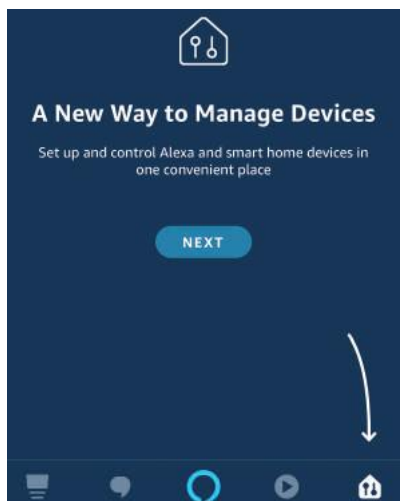 A New Way to Manage Devices
Set up and control Alexa and smart home devices in
one convenient place
NEXT